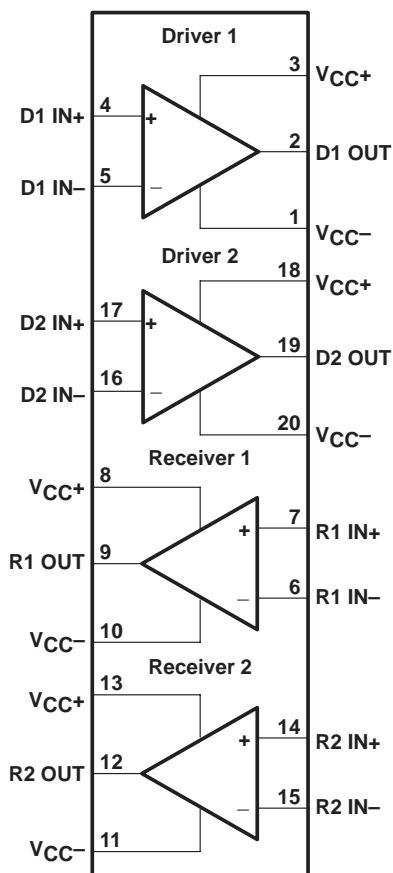 Driver 1
3 VCC+
D1 IN+ 4
+
2 D1 OUT
D1 IN− 5
−
1 VCC−
Driver 2
18 VCC+
D2 IN+ 17
+
19 D2 OUT
D2 IN− 16
−
20 VCC−
Receiver 1
VCC+ 8
+
7 R1 IN+
R1 OUT 9
−
6 R1 IN−
VCC− 10
Receiver 2
VCC+ 13
+
14 R2 IN+
R2 OUT 12
−
15 R2 IN−
VCC− 11